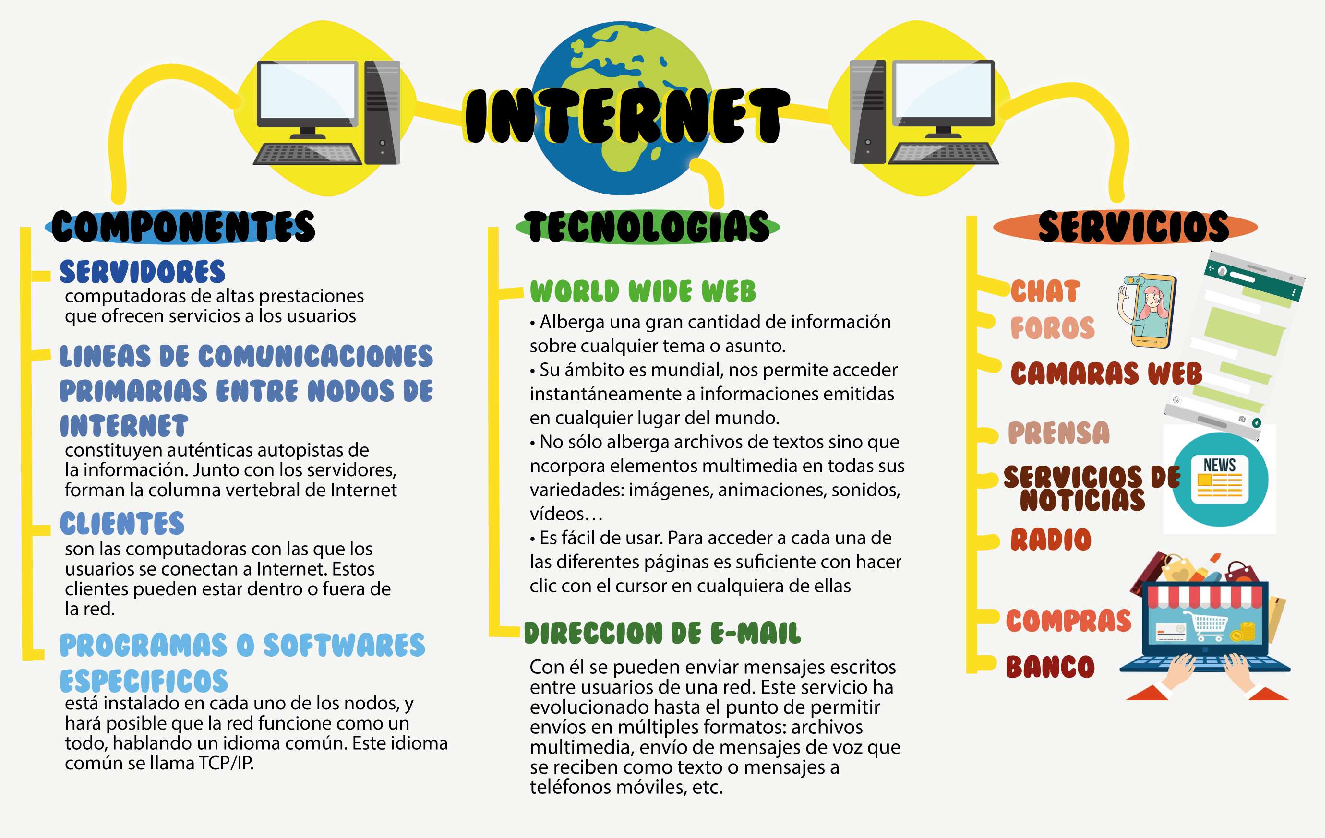 INTERNET
COMPONENTES
SERVIDORES
computadoras de altas prestaciones
que ofrecen servicios a los usuarios
LINEAS DE COMUNICACIONES
PRIMARIAS ENTRE NODOS DE
INTERNET
constituyen auténticas autopistas de
la información. Junto con los servidores,
forman la columna vertebral de Internet
CLIENTES
son las computadoras con las que los
usuarios se conectan a Internet. Estos
clientes pueden estar dentro o fuera de
la red.
PROGRAMAS O SOFTWARES
ESPECIFICOS
está instalado en cada uno de los nodos, y
hará posible que la red funcione como un
todo, hablando un idioma común. Este idioma
común se llama TCP/IP.
TECNOLOGIAS
WORLD WIDE WEB
• Alberga una gran cantidad de información
sobre cualquier tema o asunto.
• Su ámbito es mundial, nos permite acceder
instantáneamente a informaciones emitidas
en cualquier lugar del mundo.
• No sólo alberga archivos de textos sino que
ncorpora elementos multimedia en todas sus
variedades: imágenes, animaciones, sonidos,
vídeos…
• Es fácil de usar. Para acceder a cada una de
las diferentes páginas es suficiente con hacer
clic con el cursor en cualquiera de ellas
DIRECCION DE E-MAIL
Con él se pueden enviar mensajes escritos
entre usuarios de una red. Este servicio ha
evolucionado hasta el punto de permitir
envíos en múltiples formatos: archivos
multimedia, envío de mensajes de voz que
se reciben como texto o mensajes a
teléfonos móviles, etc.
SERVICIOS
CHAT
FOROS
CAMARAS WEB
PRENSA
SERVICIOS DE
NOTICIAS
NEWS
RADIO
COMPRAS
BANCO